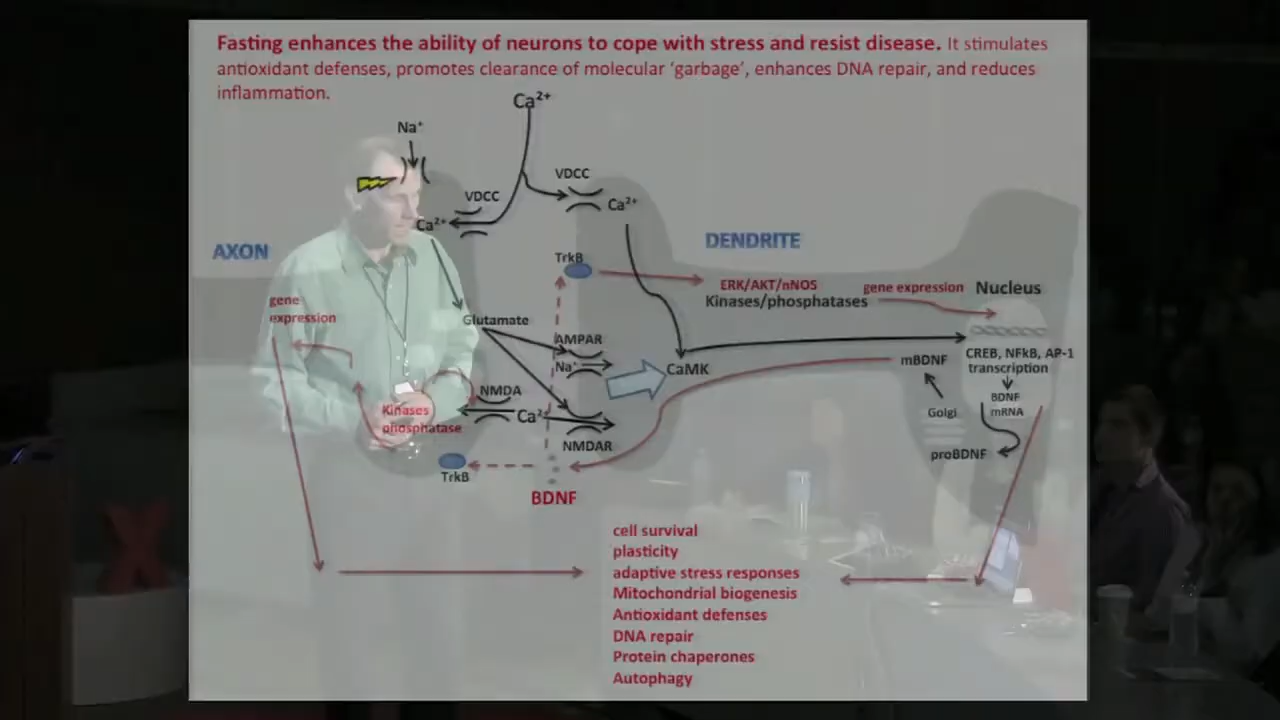 Fasting enhances the ability of neurons to cope with stress and resist disease. It stimulates
antioxidant defenses, promotes clearance of molecular 'garbage', enhances DNA repair, and reduces
inflammation.
Ca²⁺
Na⁺
VDCC
VDCC
Ca²⁺
Ca²⁺
AXON
DENDRITE
TrkB
ERK/AKT/nNOS
Kinases/phosphatases
gene expression
Nucleus
gene
expression
Glutamate
AMPAR
Na⁺
CaMK
mBDNF
CREB, NFkB, AP-1
transcription
BDNF
mRNA
NMDA
Kinases
phosphatase
Ca²⁺
NMDAR
Golgi
proBDNF
TrkB
BDNF
cell survival
plasticity
adaptive stress responses
Mitochondrial biogenesis
Antioxidant defenses
DNA repair
Protein chaperones
Autophagy
X